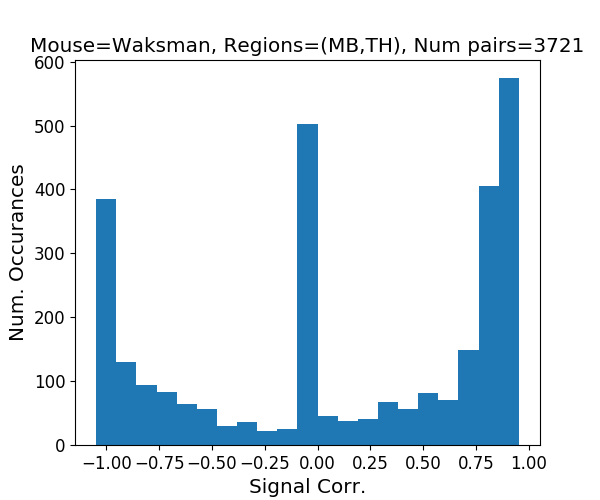 Mouse=Waksman, Regions=(MB,TH), Num pairs=3721
600
500
400
300
200
100
0
Num. Occurances
−1.00 −0.75 −0.50 −0.25 0.00 0.25 0.50 0.75 1.00
Signal Corr.